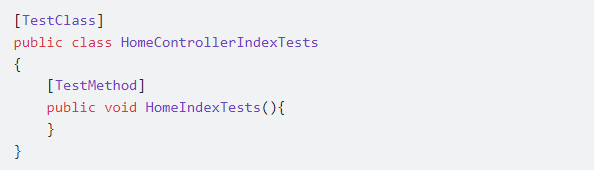 [TestClass]
public class HomeControllerIndexTests
{
    [TestMethod]
    public void HomeIndexTests(){
    }
}